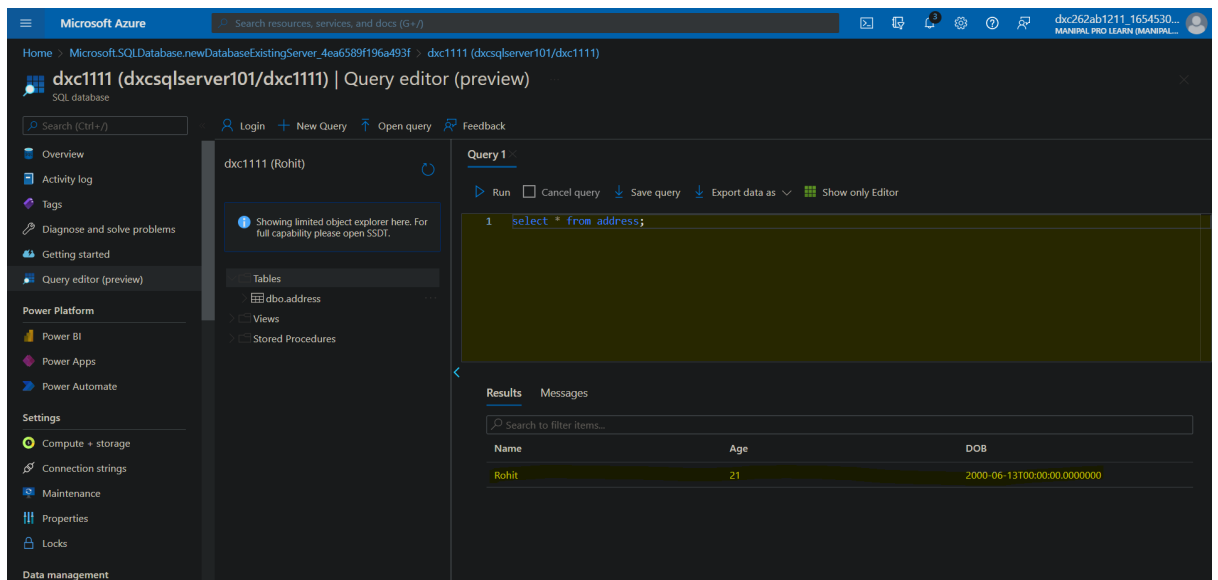 Microsoft Azure
Search resources, services, and docs (G+/)
3
dxc262ab1211_1654530...
MANIPAL PRO LEARN (MANIPAL...
Home > Microsoft.SQLDatabase.newDatabaseExistingServer_4ea6589f196a493f > dxc1111 (dxcsqlserver101/dxc1111)
dxc1111 (dxcsqlserver101/dxc1111) | Query editor (preview)
SQL database
Search (Ctrl+/)
Overview
Activity log
Tags
Diagnose and solve problems
Getting started
Query editor (preview)
Power Platform
Power BI
Power Apps
Power Automate
Settings
Compute + storage
Connection strings
Maintenance
Properties
Locks
Data management
Login
New Query
Open query
Feedback
dxc1111 (Rohit)
Showing limited object explorer here. For
full capability please open SSDT.
Tables
dbo.address
Views
Stored Procedures
Query 1
Run
Cancel query
Save query
Export data as
Show only Editor
1 select * from address;
Results
Messages
Search to filter items...
Name Age DOB
Rohit 21 2000-06-13T00:00:00.0000000